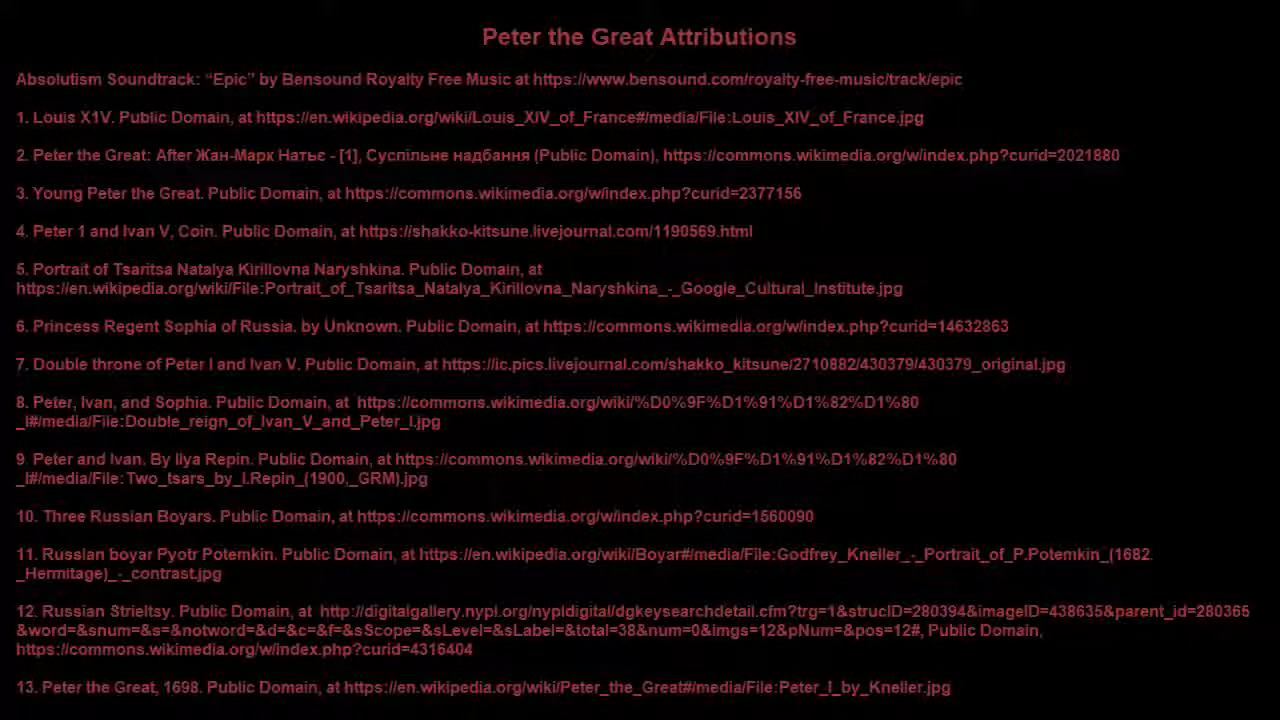 Peter the Great Attributions
Absolutism Soundtrack: “Epic” by Bensound Royalty Free Music at https://www.bensound.com/royalty-free-music/track/epic
1. Louis X1V. Public Domain, at https://en.wikipedia.org/wiki/Louis_XIV_of_France#/media/File:Louis_XIV_of_France.jpg
2. Peter the Great: After Жан-Марк Натьє - [1], Суспільне надбання (Public Domain), https://commons.wikimedia.org/w/index.php?curid=2021880
3. Young Peter the Great. Public Domain, at https://commons.wikimedia.org/w/index.php?curid=2377156
4. Peter 1 and Ivan V, Coin. Public Domain, at https://shakko-kitsune.livejournal.com/1190569.html
5. Portrait of Tsaritsa Natalya Kirillovna Naryshkina. Public Domain, at
https://en.wikipedia.org/wiki/File:Portrait_of_Tsaritsa_Natalya_Kirillovna_Naryshkina_-_Google_Cultural_Institute.jpg
6. Princess Regent Sophia of Russia. by Unknown. Public Domain, at https://commons.wikimedia.org/w/index.php?curid=14632863
7. Double throne of Peter I and Ivan V. Public Domain, at https://ic.pics.livejournal.com/shakko_kitsune/2710882/430379/430379_original.jpg
8. Peter, Ivan, and Sophia. Public Domain, at https://commons.wikimedia.org/wiki/%D0%9F%D1%91%D1%82%D1%80
_I#/media/File:Double_reign_of_Ivan_V_and_Peter_I.jpg
9. Peter and Ivan. By Ilya Repin. Public Domain, at https://commons.wikimedia.org/wiki/%D0%9F%D1%91%D1%82%D1%80
_I#/media/File:Two_tsars_by_I.Repin_(1900,_GRM).jpg
10. Three Russian Boyars. Public Domain, at https://commons.wikimedia.org/w/index.php?curid=1560090
11. Russian boyar Pyotr Potemkin. Public Domain, at https://en.wikipedia.org/wiki/Boyar#/media/File:Godfrey_Kneller_-_Portrait_of_P.Potemkin_(1682.
_Hermitage)_-_contrast.jpg
12. Russian Strieltsy. Public Domain, at http://digitalgallery.nypl.org/nypldigital/dgkeysearchdetail.cfm?trg=1&strucID=280394&imageID=438635&parent_id=280365
&word=&snum=&s=&notword=&d=&c=&f=&sScope=&sLevel=&sLabel=&total=38&num=0&imgs=12&pNum=&pos=12#, Public Domain,
https://commons.wikimedia.org/w/index.php?curid=4316404
13. Peter the Great, 1698. Public Domain, at https://en.wikipedia.org/wiki/Peter_the_Great#/media/File:Peter_I_by_Kneller.jpg